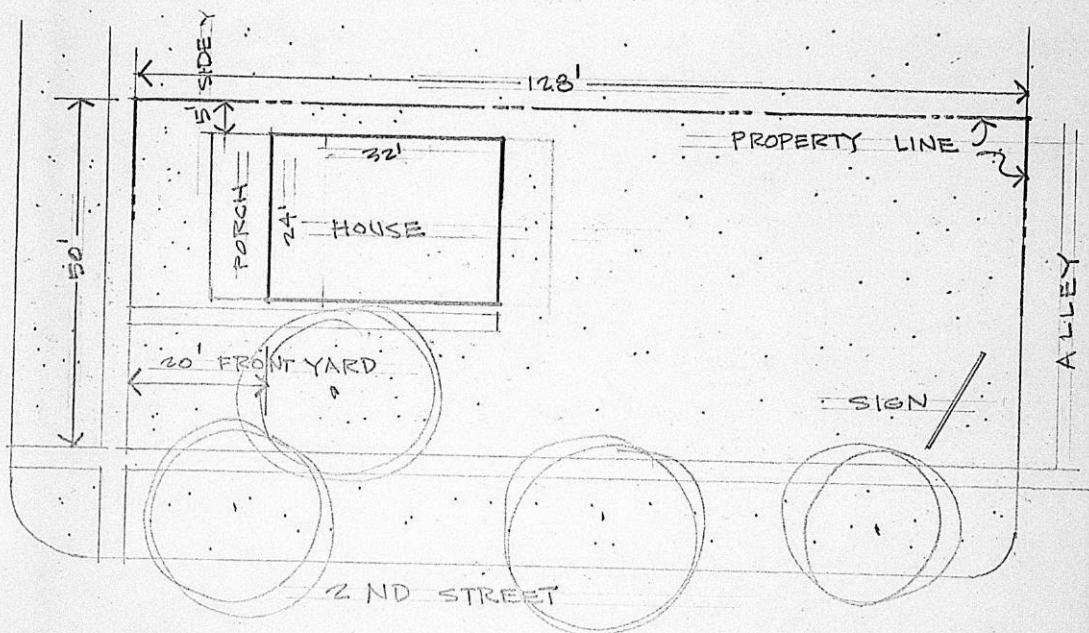 128'
5' SIDE Y
PROPERTY LINE
32'
PORCH
24'
HOUSE
50'
ALLEY
20' FRONT YARD
SIGN
2ND STREET